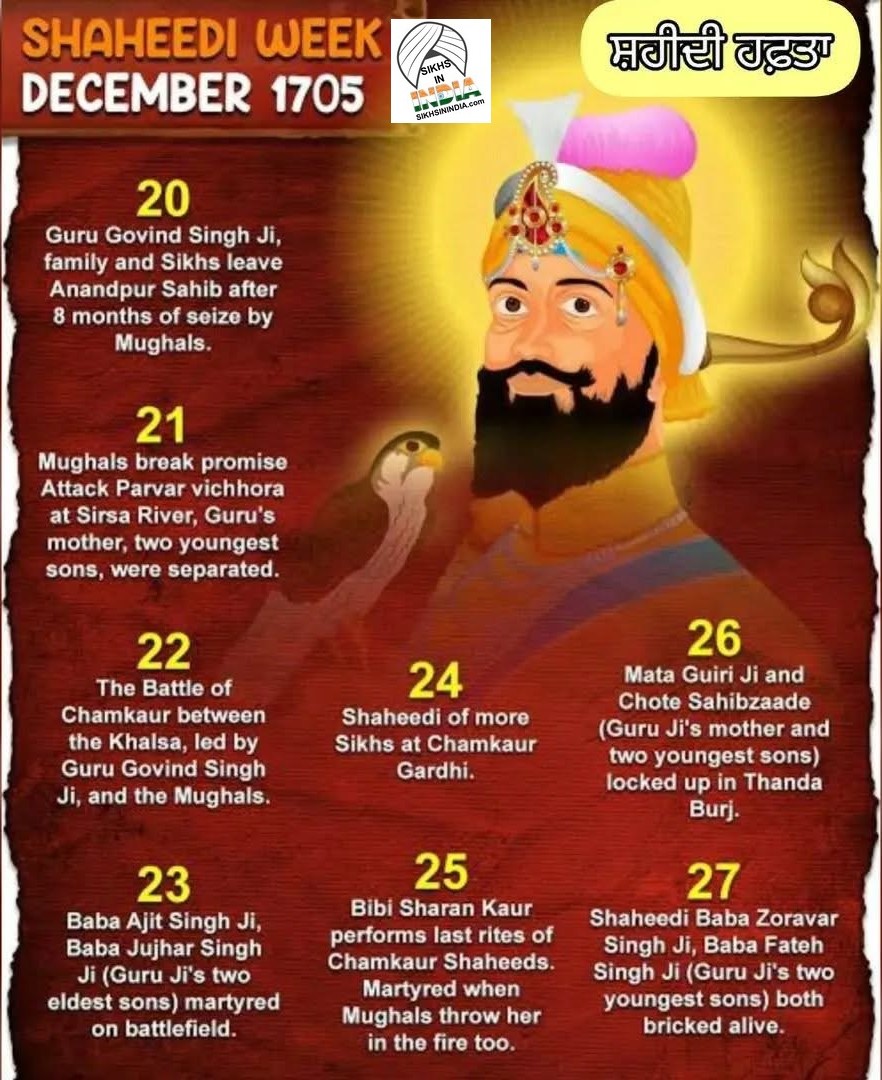 SHAHEEDI WEEK
DECEMBER 1705
SIKHS
IN
INDIA
SIKHSININDIA.com
ਸ਼ਹੀਦੀ ਹਫ਼ਤਾ
20
Guru Govind Singh Ji,
family and Sikhs leave
Anandpur Sahib after
8 months of seize by
Mughals.
21
Mughals break promise
Attack Parvar vichhora
at Sirsa River, Guru's
mother, two youngest
sons, were separated.
22
The Battle of
Chamkaur between
the Khalsa, led by
Guru Govind Singh
Ji, and the Mughals.
23
Baba Ajit Singh Ji,
Baba Jujhar Singh
Ji (Guru Ji's two
eldest sons) martyred
on battlefield.
24
Shaheedi of more
Sikhs at Chamkaur
Gardhi.
25
Bibi Sharan Kaur
performs last rites of
Chamkaur Shaheeds.
Martyred when
Mughals throw her
in the fire too.
26
Mata Guiri Ji and
Chote Sahibzaade
(Guru Ji's mother and
two youngest sons)
locked up in Thanda
Burj.
27
Shaheedi Baba Zoravar
Singh Ji, Baba Fateh
Singh Ji (Guru Ji's two
youngest sons) both
bricked alive.